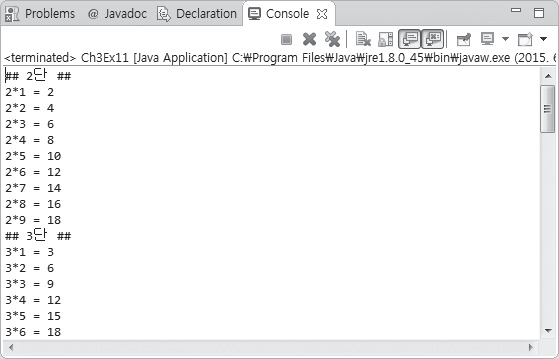 Problems @ Javadoc Declaration Console
<terminated> Ch3Ex11 [Java Application] C:₩Program Files₩Java₩jre1.8.0_45₩bin₩javaw.exe (2015. 6
## 2단 ##
2*1 = 2
2*2 = 4
2*3 = 6
2*4 = 8
2*5 = 10
2*6 = 12
2*7 = 14
2*8 = 16
2*9 = 18
## 3단 ##
3*1 = 3
3*2 = 6
3*3 = 9
3*4 = 12
3*5 = 15
3*6 = 18